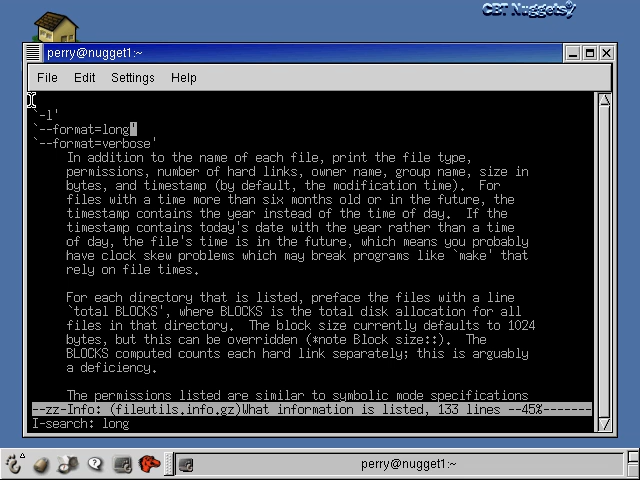 CBT Nuggets
perry@nugget1:~
File Edit Settings Help
`-l'
`--format=long'
`--format=verbose'
In addition to the name of each file, print the file type,
permissions, number of hard links, owner name, group name, size in
bytes, and timestamp (by default, the modification time).  For
files with a time more than six months old or in the future, the
timestamp contains the year instead of the time of day.  If the
timestamp contains today's date with the year rather than a time
of day, the file's time is in the future, which means you probably
have clock skew problems which may break programs like `make' that
rely on file times.
For each directory that is listed, preface the files with a line
`total BLOCKS', where BLOCKS is the total disk allocation for all
files in that directory.  The block size currently defaults to 1024
bytes, but this can be overridden (*note Block size::).  The
BLOCKS computed counts each hard link separately; this is arguably
a deficiency.
The permissions listed are similar to symbolic mode specifications
--zz-Info: (fileutils.info.gz)What information is listed, 133 lines --45%-------
I-search: long
perry@nugget1:~